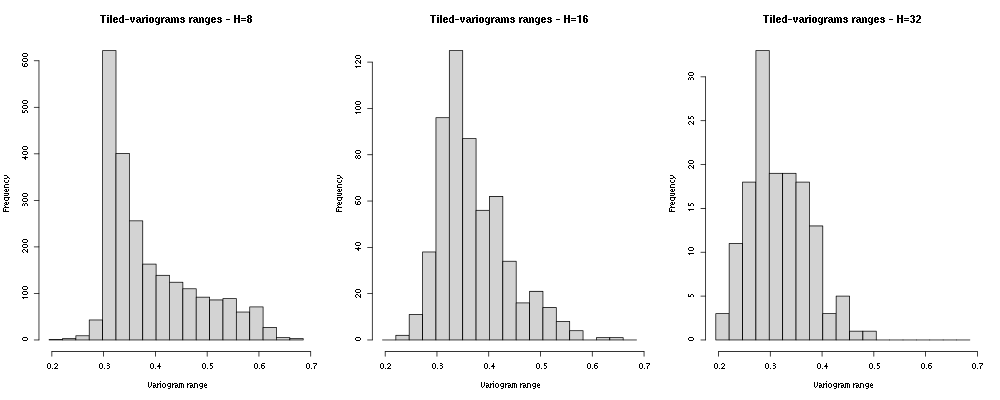 Tiled-variograms ranges - H=8
Frequency
600
500
400
300
200
100
0
0.2 0.3 0.4 0.5 0.6 0.7
Variogram range
Tiled-variograms ranges - H=16
Frequency
120
100
80
60
40
20
0
0.2 0.3 0.4 0.5 0.6 0.7
Variogram range
Tiled-variograms ranges - H=32
Frequency
30
25
20
15
10
5
0
0.2 0.3 0.4 0.5 0.6 0.7
Variogram range